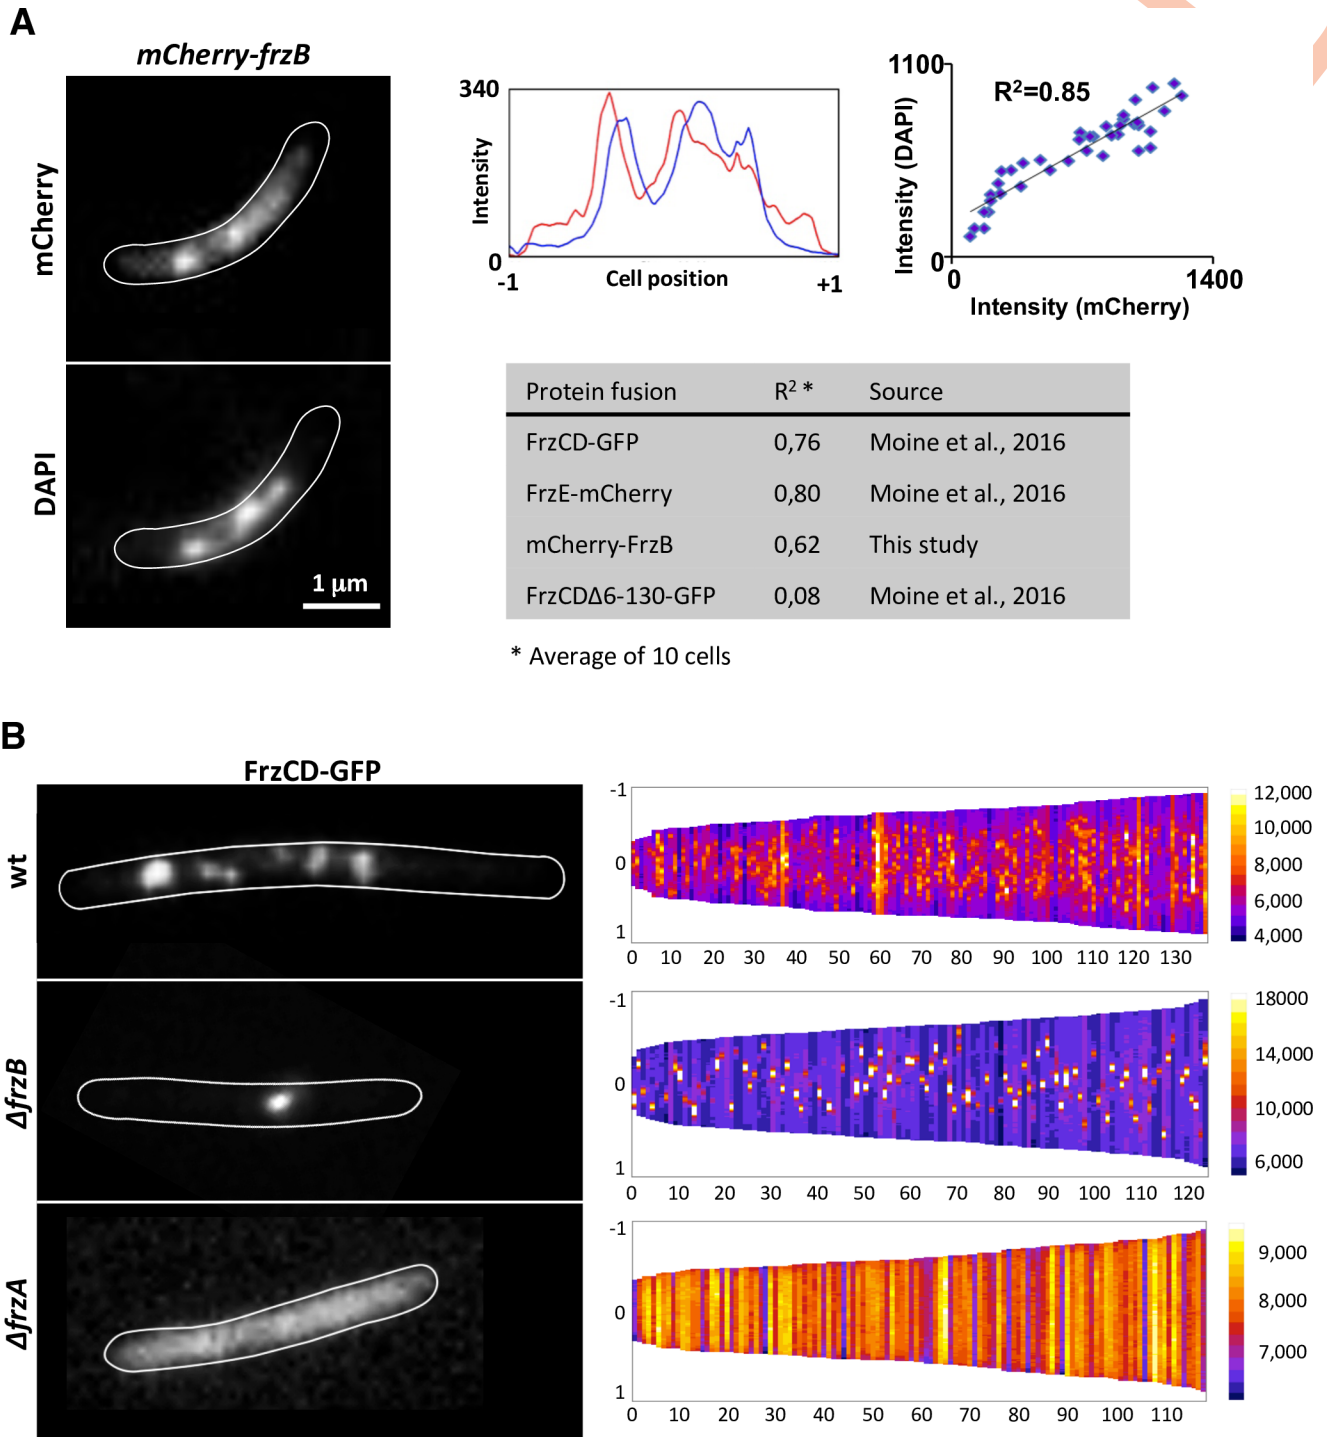 A
mCherry-frzB
mCherry
DAPI
1 µm
340
Intensity
0
-1
Cell position
+1
1100
R²=0.85
Intensity (DAPI)
0
0
1400
Intensity (mCherry)
Protein fusion R² * Source
FrzCD-GFP 0,76 Moine et al., 2016
FrzE-mCherry 0,80 Moine et al., 2016
mCherry-FrzB 0,62 This study
FrzCDΔ6-130-GFP 0,08 Moine et al., 2016
* Average of 10 cells
B
FrzCD-GFP
wt
-1
0
1
0 10 20 30 40 50 60 70 80 90 100 110 120 130
12,000
10,000
8,000
6,000
4,000
ΔfrzB
-1
0
1
0 10 20 30 40 50 60 70 80 90 100 110 120
18000
14,000
10,000
6,000
ΔfrzA
-1
0
1
0 10 20 30 40 50 60 70 80 90 100 110
9,000
8,000
7,000